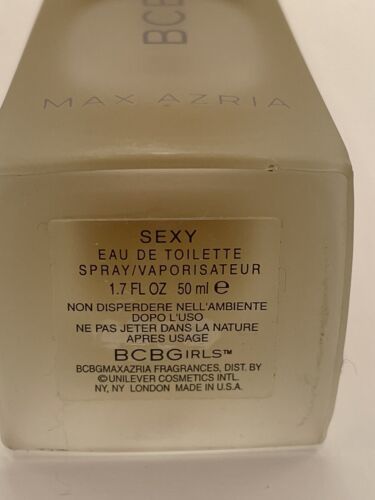 BCB
MAX AZRIA
SEXY
EAU DE TOILETTE
SPRAY/VAPORISATEUR
1.7 FL OZ 50 ml ℮
NON DISPERDERE NELL'AMBIENTE
DOPO L'USO
NE PAS JETER DANS LA NATURE
APRES USAGE
BCBGIRLS™
BCBGMAXAZRIA FRAGRANCES, DIST. BY
©UNILEVER COSMETICS INTL.
NY, NY LONDON MADE IN U.S.A.